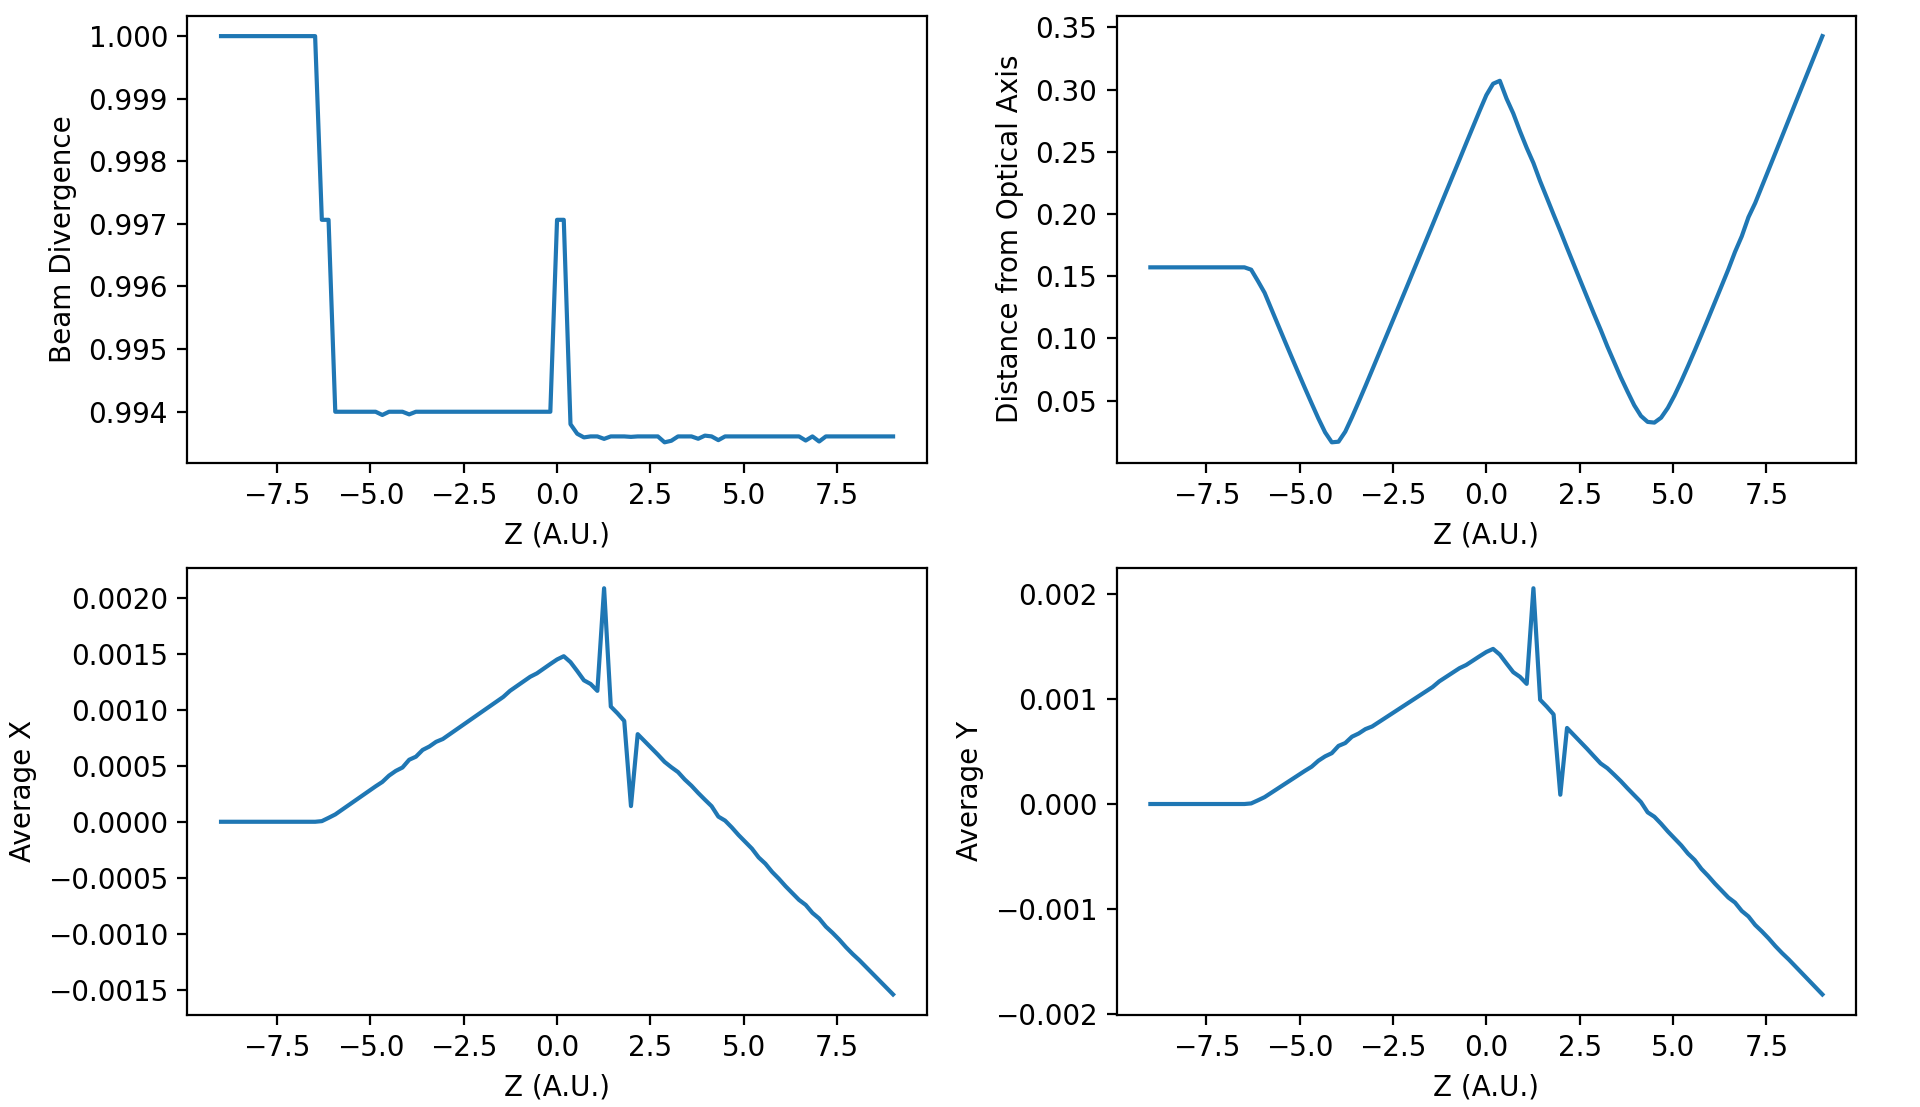 Beam Divergence
1.000
0.999
0.998
0.997
0.996
0.995
0.994
−7.5 −5.0 −2.5 0.0 2.5 5.0 7.5
Z (A.U.)
Distance from Optical Axis
0.35
0.30
0.25
0.20
0.15
0.10
0.05
−7.5 −5.0 −2.5 0.0 2.5 5.0 7.5
Z (A.U.)
Average X
0.0020
0.0015
0.0010
0.0005
0.0000
−0.0005
−0.0010
−0.0015
−7.5 −5.0 −2.5 0.0 2.5 5.0 7.5
Z (A.U.)
Average Y
0.002
0.001
0.000
−0.001
−0.002
−7.5 −5.0 −2.5 0.0 2.5 5.0 7.5
Z (A.U.)